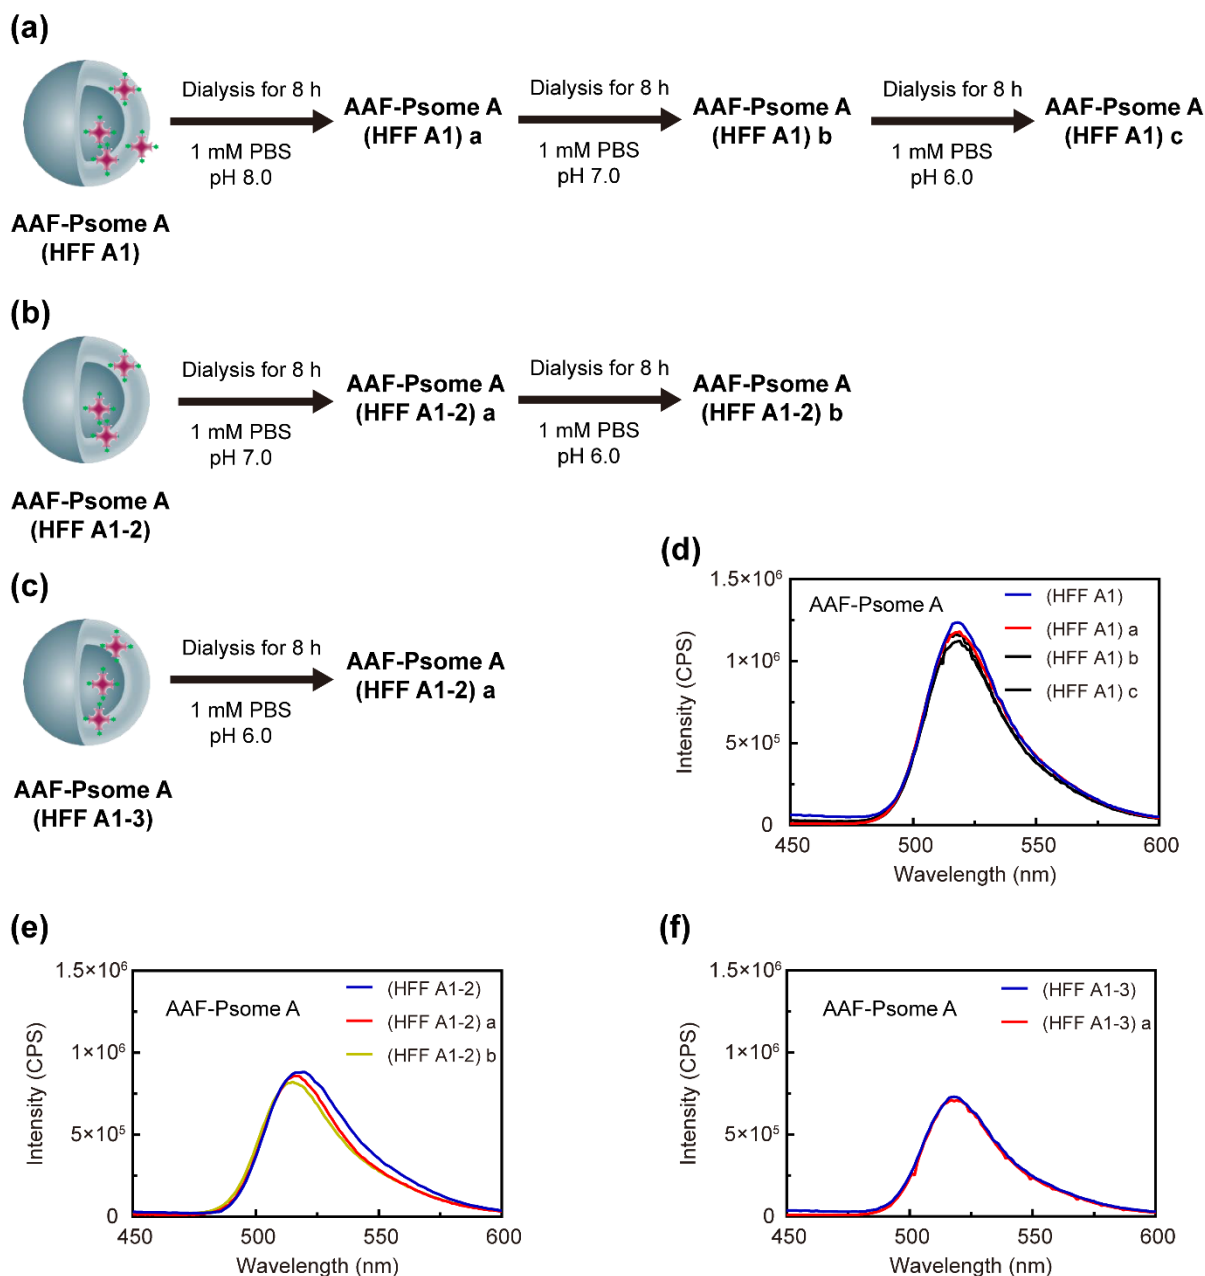 (a)
Dialysis for 8 h
1 mM PBS
pH 8.0
AAF-Psome A
(HFF A1) a
Dialysis for 8 h
1 mM PBS
pH 7.0
AAF-Psome A
(HFF A1) b
Dialysis for 8 h
1 mM PBS
pH 6.0
AAF-Psome A
(HFF A1) c
AAF-Psome A
(HFF A1)
(b)
Dialysis for 8 h
1 mM PBS
pH 7.0
AAF-Psome A
(HFF A1-2) a
Dialysis for 8 h
1 mM PBS
pH 6.0
AAF-Psome A
(HFF A1-2) b
AAF-Psome A
(HFF A1-2)
(c)
Dialysis for 8 h
1 mM PBS
pH 6.0
AAF-Psome A
(HFF A1-2) a
AAF-Psome A
(HFF A1-3)
(d)
1.5×10⁶
1×10⁶
5×10⁵
0
Intensity (CPS)
AAF-Psome A
(HFF A1)
(HFF A1) a
(HFF A1) b
(HFF A1) c
450
500
550
600
Wavelength (nm)
(e)
1.5×10⁶
1×10⁶
5×10⁵
0
Intensity (CPS)
AAF-Psome A
(HFF A1-2)
(HFF A1-2) a
(HFF A1-2) b
450
500
550
600
Wavelength (nm)
(f)
1.5×10⁶
1×10⁶
5×10⁵
0
Intensity (CPS)
AAF-Psome A
(HFF A1-3)
(HFF A1-3) a
450
500
550
600
Wavelength (nm)